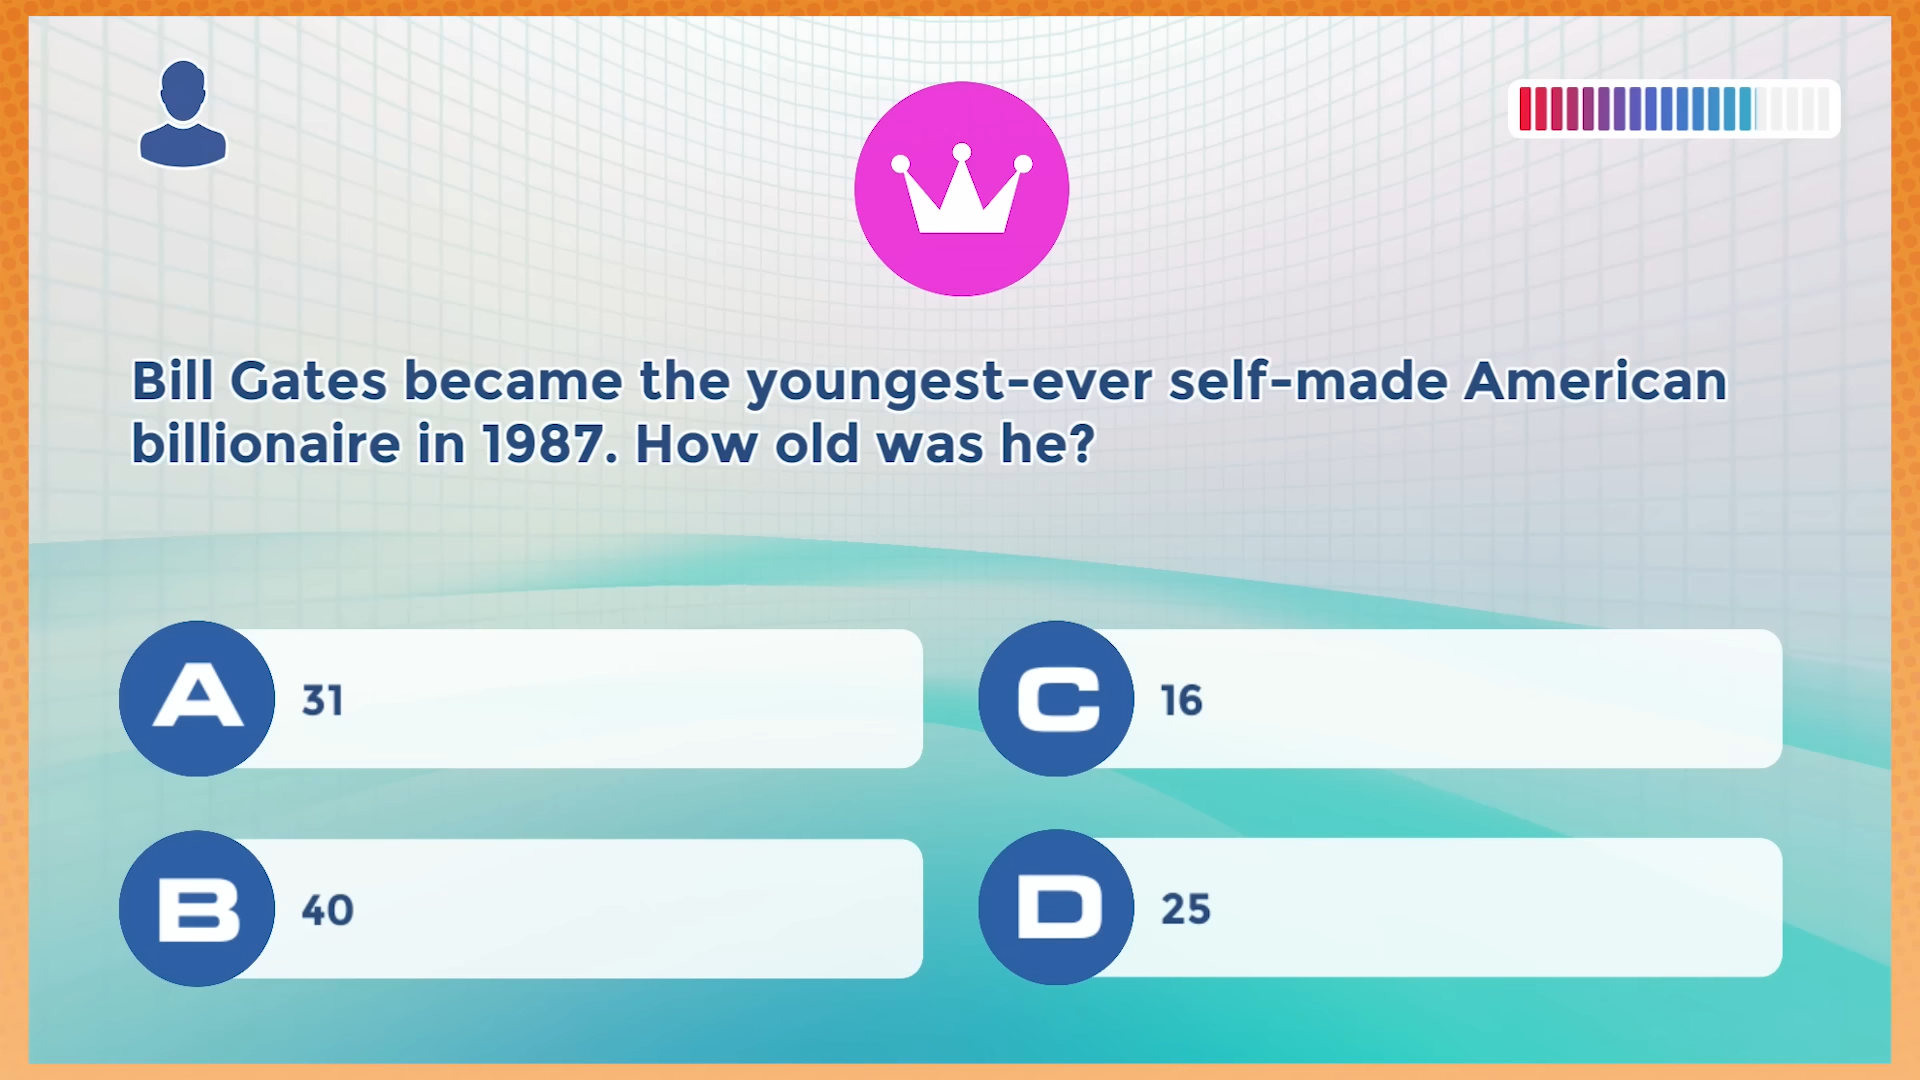 Bill Gates became the youngest-ever self-made American
billionaire in 1987. How old was he?
A 31
C 16
B 40
D 25